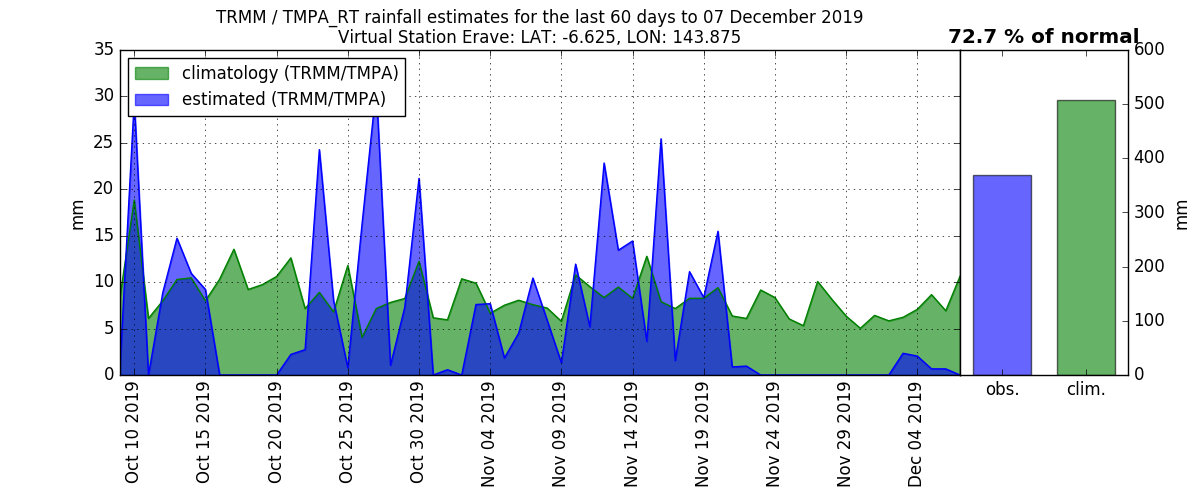 TRMM / TMPA_RT rainfall estimates for the last 60 days to 07 December 2019
Virtual Station Erave: LAT: -6.625, LON: 143.875
72.7 % of normal
climatology (TRMM/TMPA)
estimated (TRMM/TMPA)
mm
35
30
25
20
15
10
5
0
Oct 10 2019
Oct 15 2019
Oct 20 2019
Oct 25 2019
Oct 30 2019
Nov 04 2019
Nov 09 2019
Nov 14 2019
Nov 19 2019
Nov 24 2019
Nov 29 2019
Dec 04 2019
obs.
clim.
600
500
400
300
200
100
0
mm